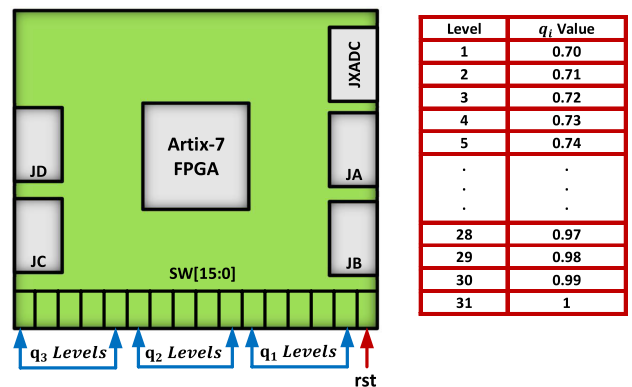 JXADC
Artix-7
FPGA
JD
JA
JC
JB
SW[15:0]
q₃ Levels
q₂ Levels
q₁ Levels
rst
Level qᵢ Value
1 0.70
2 0.71
3 0.72
4 0.73
5 0.74
. .
. .
. .
28 0.97
29 0.98
30 0.99
31 1